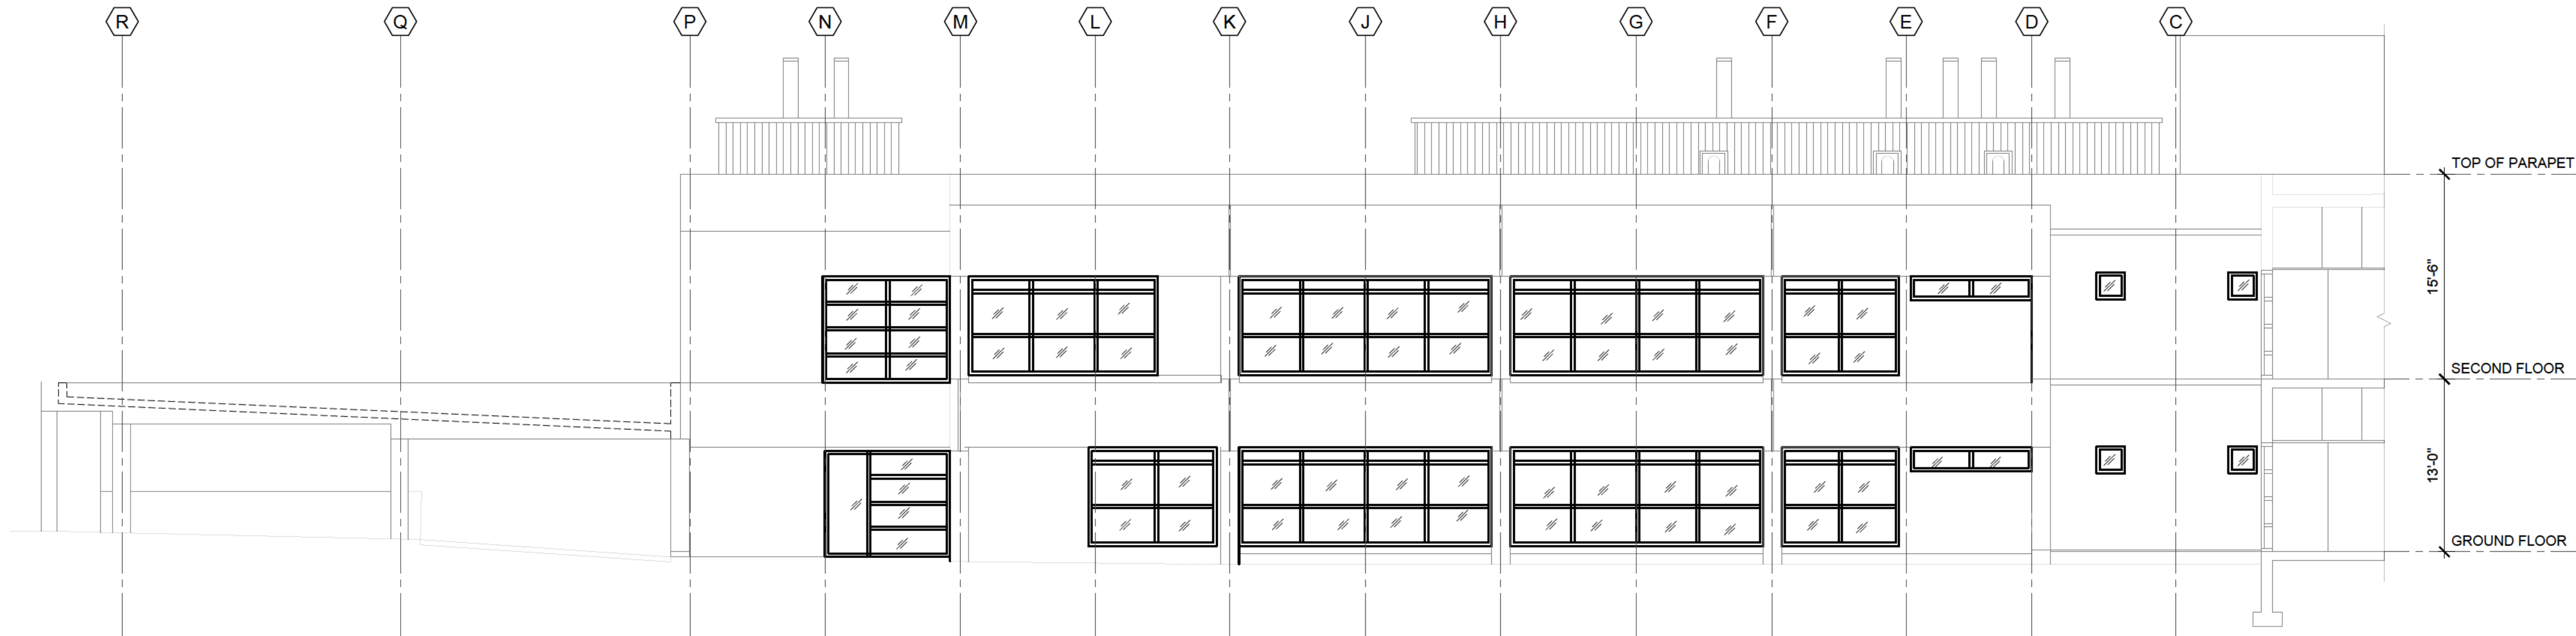 R
Q
P
N
M
L
K
J
H
G
F
E
D
C
TOP OF PARAPET
15'-6"
SECOND FLOOR
13'-0"
GROUND FLOOR